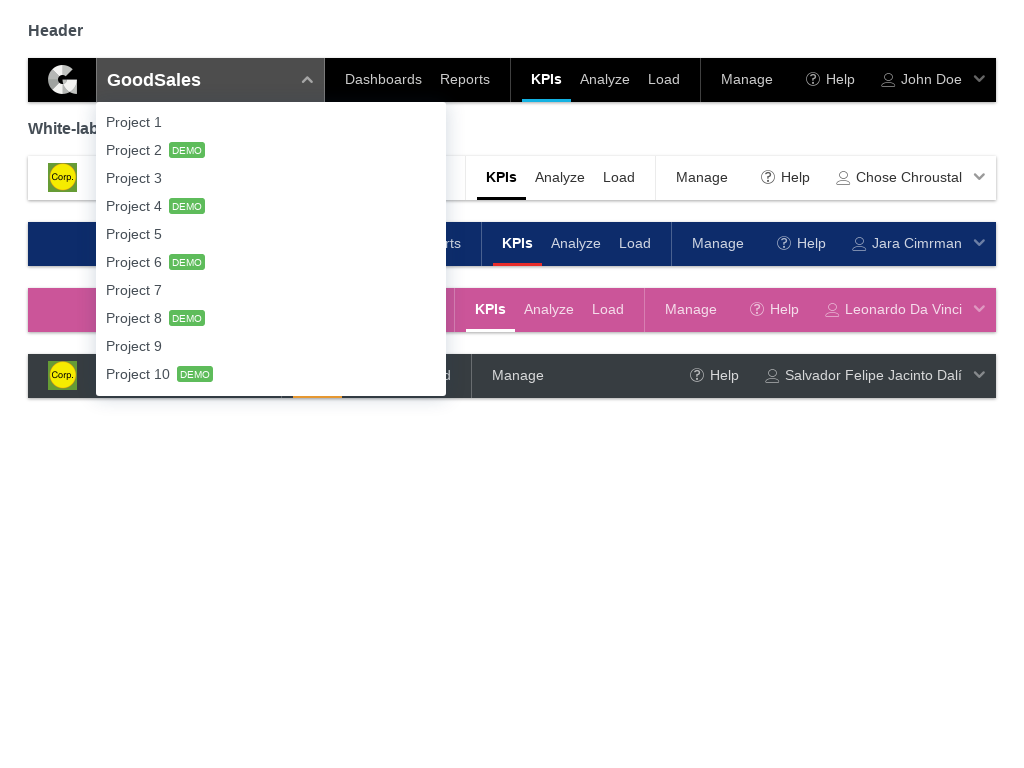 Header
GoodSales Dashboards Reports KPIs Analyze Load Manage Help John Doe
Project 1
White-lab
Project 2 DEMO
Corp. Project 3 KPIs Analyze Load Manage Help Chose Chroustal
Project 4 DEMO
Project 5 KPIs Analyze Load Manage Help Jara Cimrman
Project 6 DEMO
Project 7
Project 8 DEMO KPIs Analyze Load Manage Help Leonardo Da Vinci
Project 9
Corp. Project 10 DEMO Manage Help Salvador Felipe Jacinto Dalí